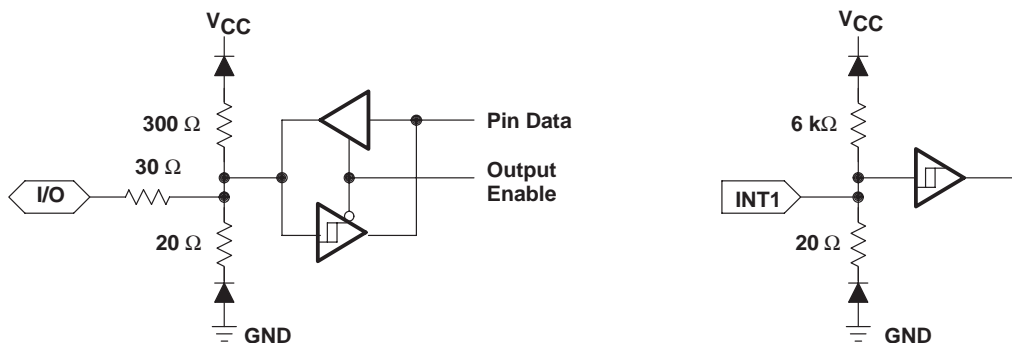 VCC
300 Ω
30 Ω
I/O
20 Ω
GND
Pin Data
Output
Enable
VCC
6 kΩ
INT1
20 Ω
GND